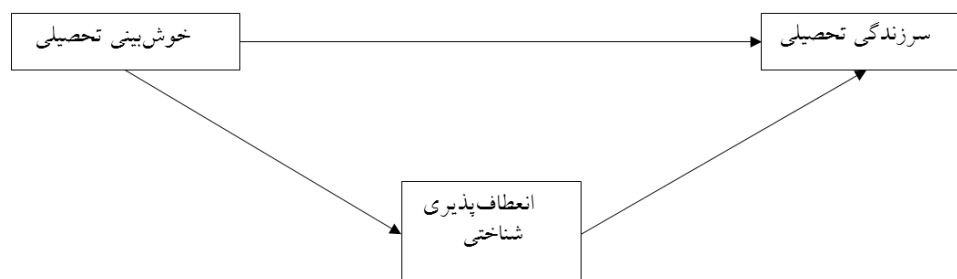 خوش‌بینی تحصیلی
سرزندگی تحصیلی
انعطاف‌پذیری
شناختی